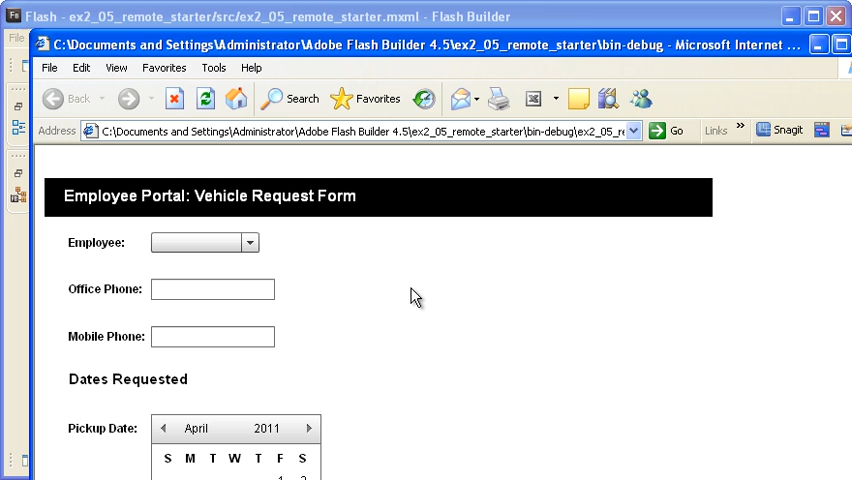 Flash - ex2_05_remote_starter/src/ex2_05_remote_starter.mxml - Flash Builder
File
C:\Documents and Settings\Administrator\Adobe Flash Builder 4.5\ex2_05_remote_starter\bin-debug - Microsoft Internet ...
File Edit View Favorites Tools Help
Back Search Favorites
Address C:\Documents and Settings\Administrator\Adobe Flash Builder 4.5\ex2_05_remote_starter\bin-debug\ex2_05_re Go Links » Snagit
Employee Portal: Vehicle Request Form
Employee:
Office Phone:
Mobile Phone:
Dates Requested
Pickup Date: April 2011
S M T W T F S
1 2